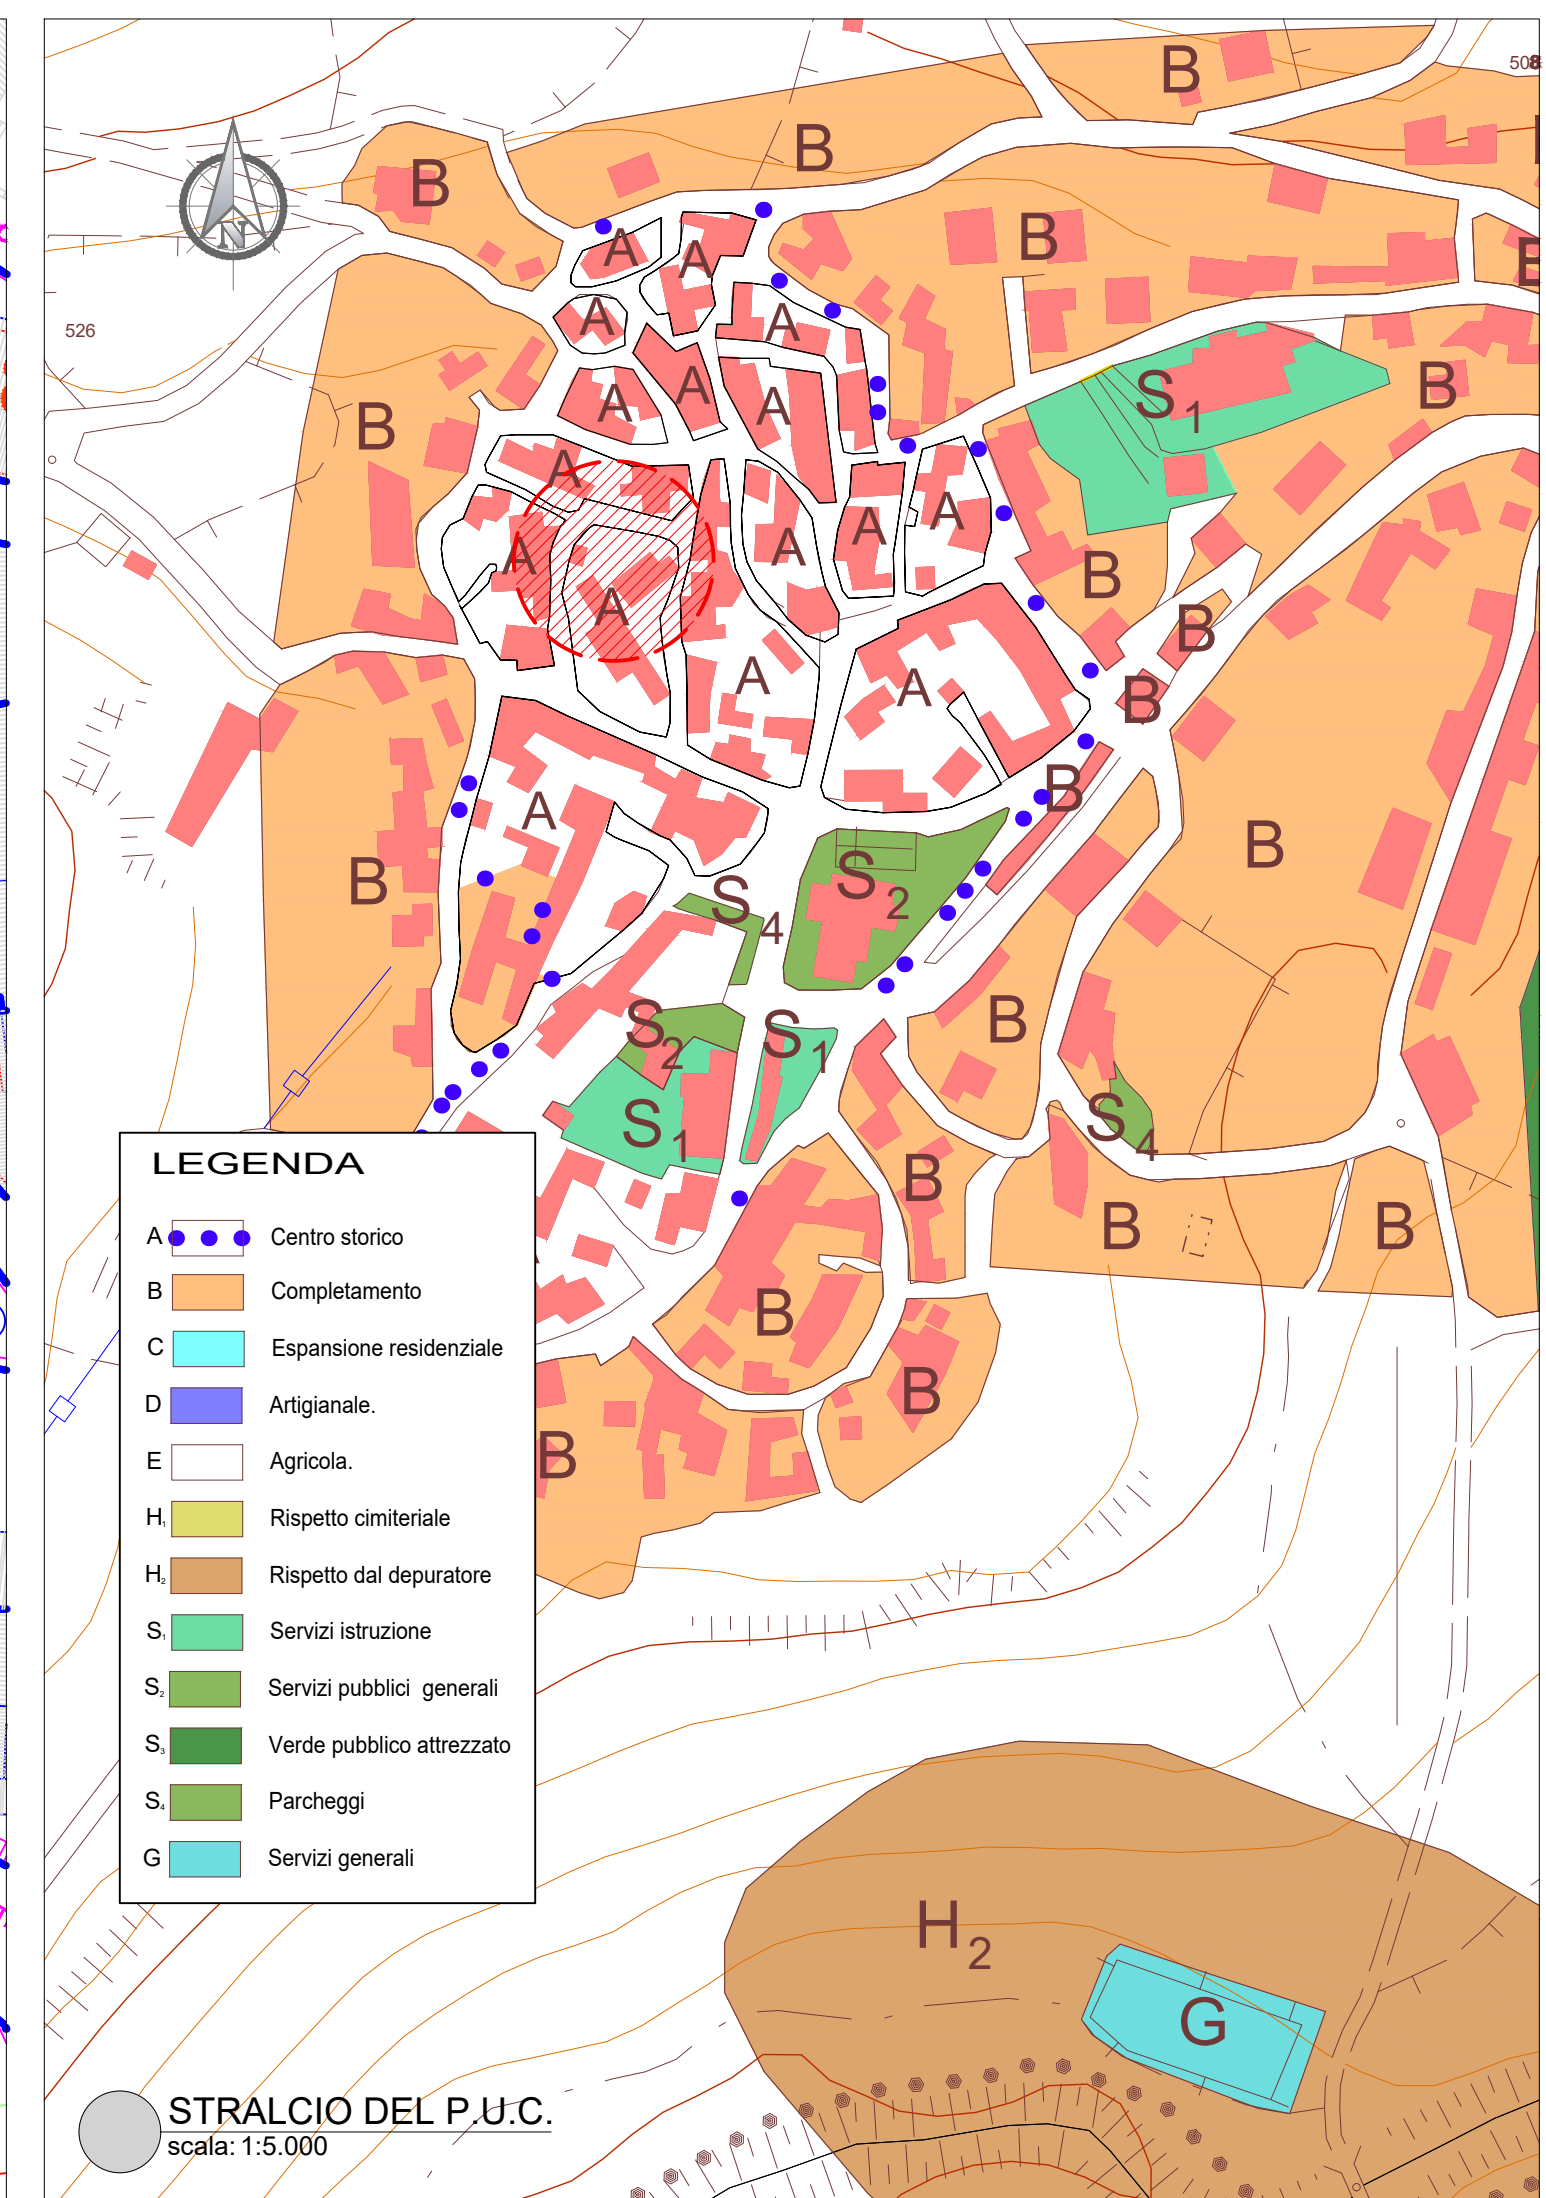 B
508
B
B
N
A
A
B
B
A
A
526
S1
B
A
A
A
B
A
A
A
A
A
B
A
B
A
A
B
B
A
B
B
S2
B
S4
S2
S1
B
S1
S4
B
B
B
B
B
B
LEGENDA
A Centro storico
B Completamento
C Espansione residenziale
D Artigianale.
E Agricola.
H1 Rispetto cimiteriale
H2 Rispetto dal depuratore
S1 Servizi istruzione
S2 Servizi pubblici generali
S3 Verde pubblico attrezzato
S4 Parcheggi
G Servizi generali
H2
G
STRALCIO DEL P.U.C.
scala: 1:5.000